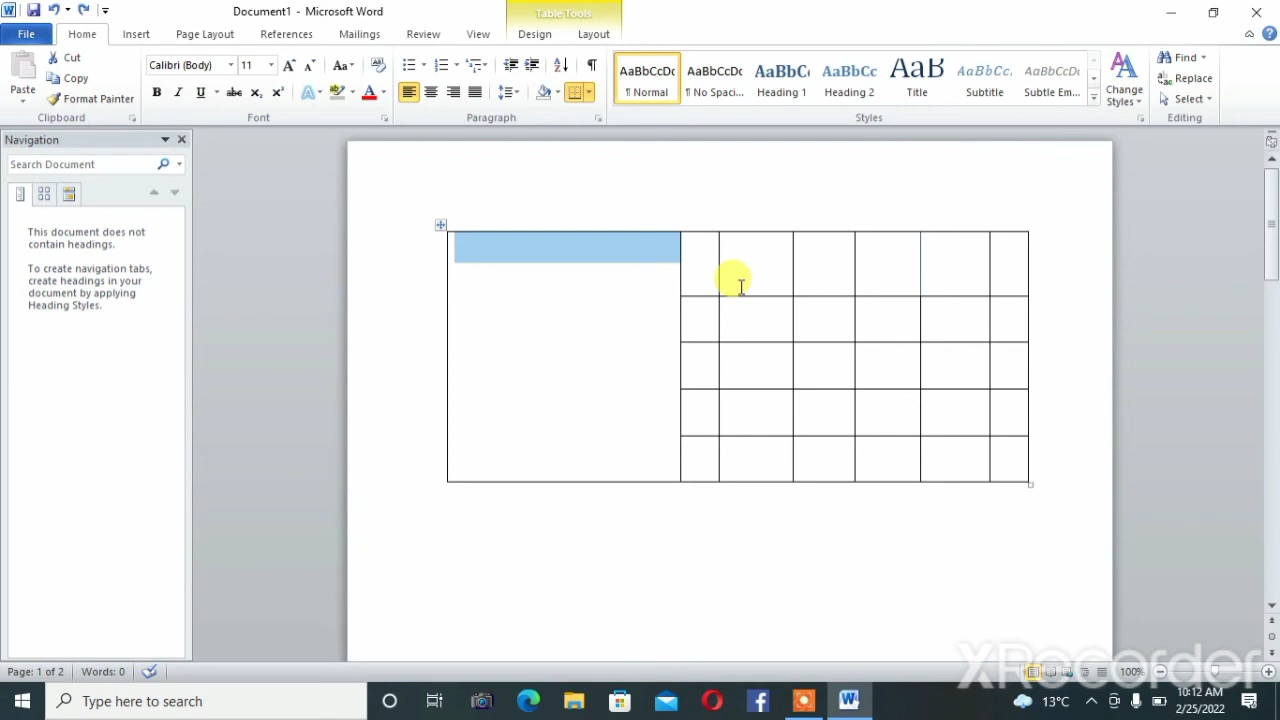 Document1 - Microsoft Word
Table Tools
File Home Insert Page Layout References Mailings Review View Design Layout
Paste
Cut
Copy
Format Painter
Clipboard
Calibri (Body) 11
Font
Paragraph
AaBbCcDc
¶ Normal
AaBbCcDc
¶ No Spaci...
AaBbCc
Heading 1
AaBbCc
Heading 2
AaB
Title
AaBbCc.
Subtitle
AaBbCcDc
Subtle Em...
Change
Styles
Styles
Find
Replace
Select
Editing
Navigation
Search Document
This document does not
contain headings.
To create navigation tabs,
create headings in your
document by applying
Heading Styles.
XRecorder
Page: 1 of 2 Words: 0 100%
Type here to search
13°C
10:12 AM
2/25/2022